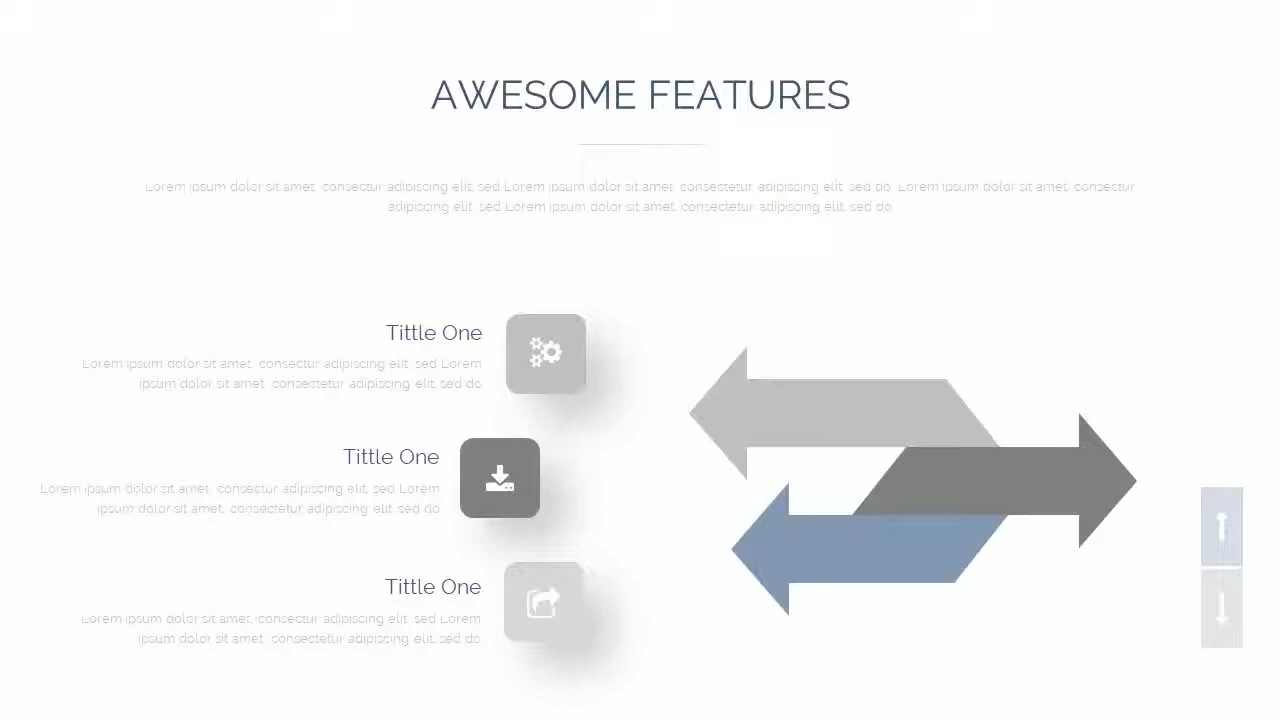 AWESOME FEATURES
Lorem ipsum dolor sit amet, consectur adipiscing elit, sed Lorem ipsum dolor sit amet, consectetur adipiscing elit, sed do Lorem ipsum dolor sit amet, consectur
adipiscing elit, sed Lorem ipsum dolor sit amet, consectetur adipiscing elit, sed do
Tittle One
Lorem ipsum dolor sit amet, consectur adipiscing elit, sed Lorem
ipsum dolor sit amet, consectetur adipiscing elit, sed do
Tittle One
Lorem ipsum dolor sit amet, consectur adipiscing elit, sed Lorem
ipsum dolor sit amet, consectetur adipiscing elit, sed do
Tittle One
Lorem ipsum dolor sit amet, consectur adipiscing elit, sed Lorem
ipsum dolor sit amet, consectetur adipiscing elit, sed do